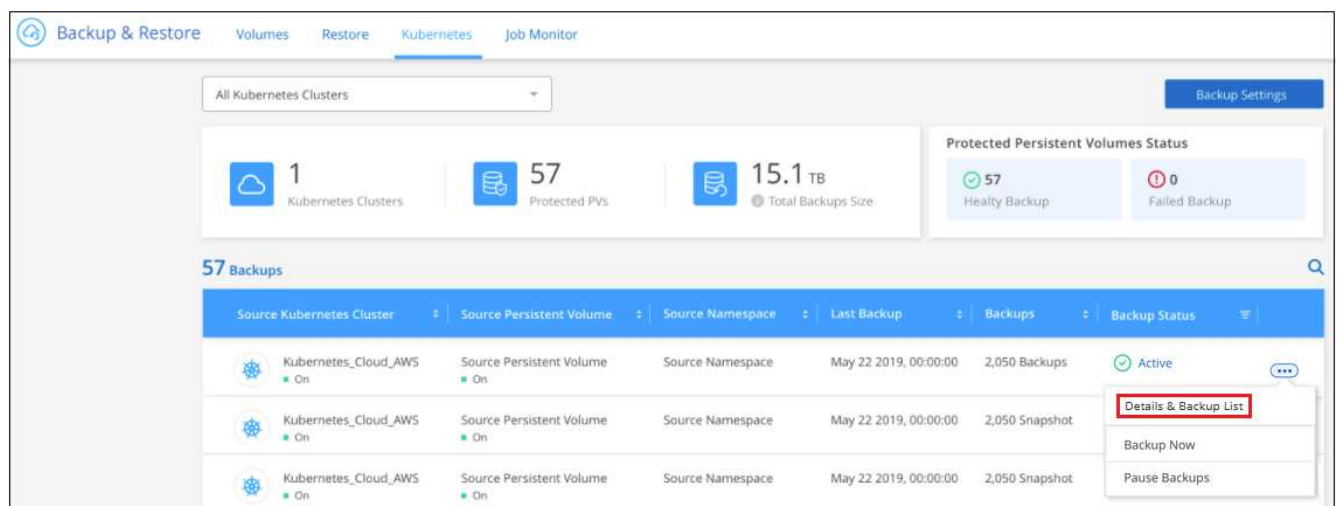 Backup & Restore Volumes Restore Kubernetes Job Monitor
All Kubernetes Clusters
Backup Settings
1
Kubernetes Clusters
57
Protected PVs
15.1 TB
Total Backups Size
Protected Persistent Volumes Status
57
Healty Backup
0
Failed Backup
57 Backups
Source Kubernetes Cluster Source Persistent Volume Source Namespace Last Backup Backups Backup Status
Kubernetes_Cloud_AWS Source Persistent Volume Source Namespace May 22 2019, 00:00:00 2,050 Backups Active
On On
Details & Backup List
Kubernetes_Cloud_AWS Source Persistent Volume Source Namespace May 22 2019, 00:00:00 2,050 Snapshot
On On
Backup Now
Kubernetes_Cloud_AWS Source Persistent Volume Source Namespace May 22 2019, 00:00:00 2,050 Snapshot
Pause Backups
On On